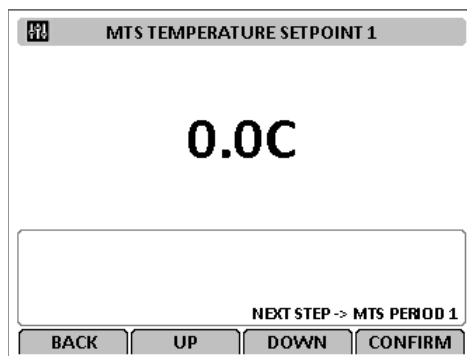 MTS TEMPERATURE SETPOINT 1
0.0C
NEXT STEP -> MTS PERIOD 1
BACK UP DOWN CONFIRM